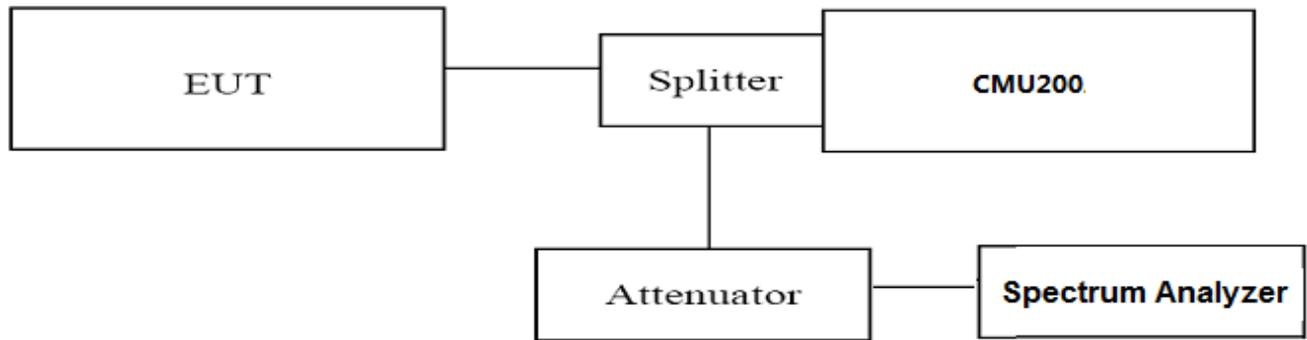 EUT
Splitter
CMU200
Attenuator
Spectrum Analyzer